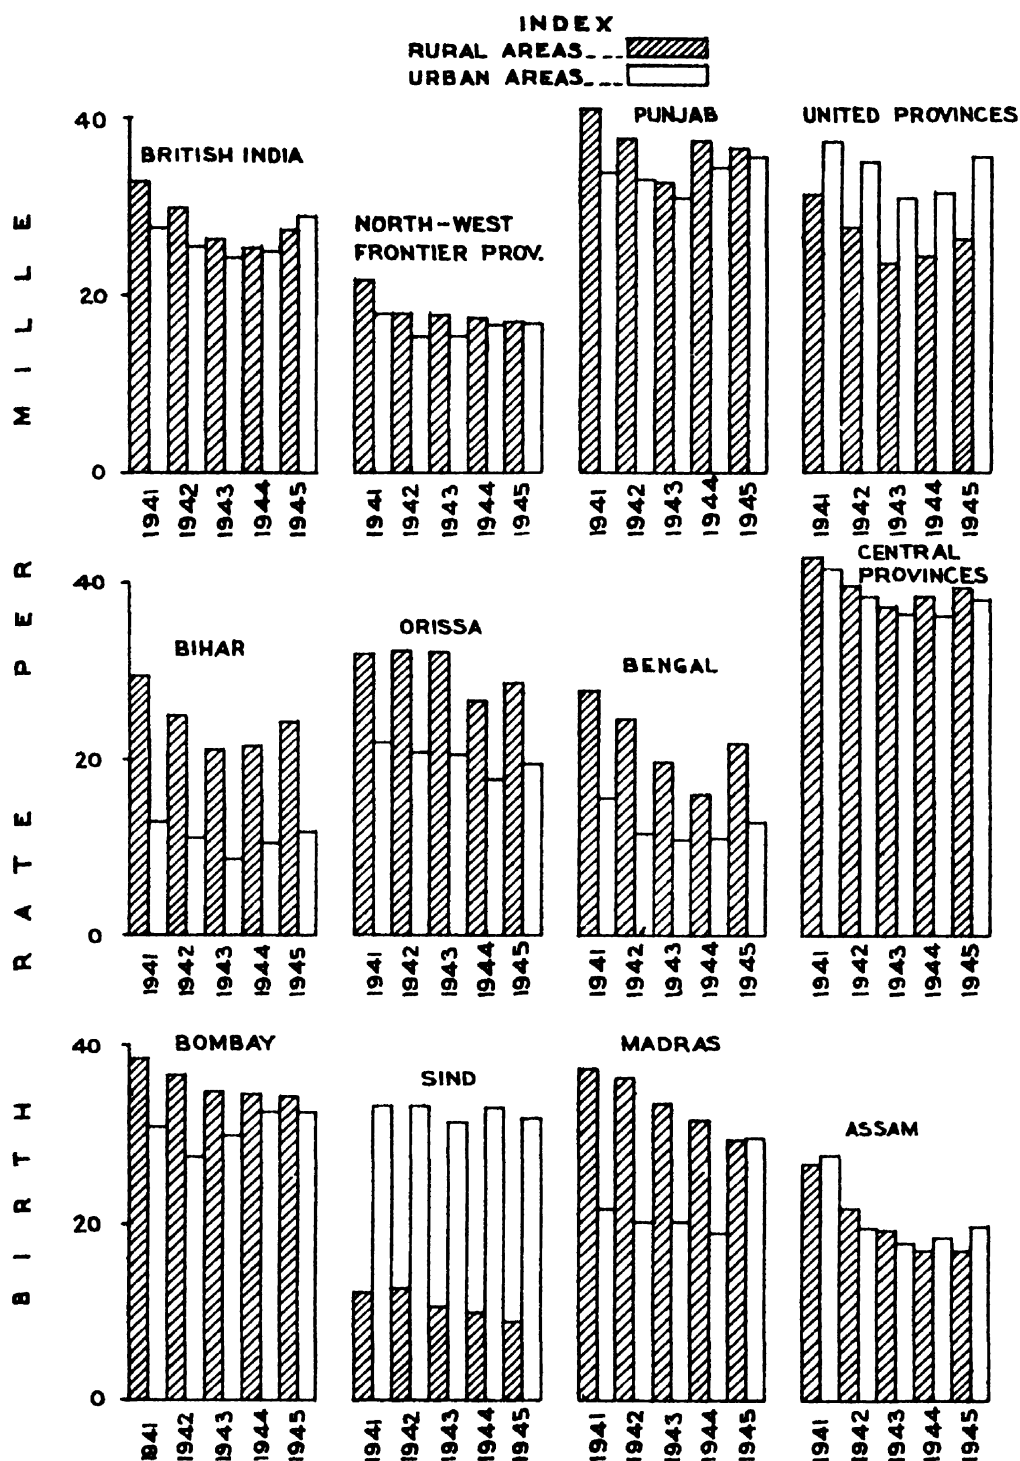 INDEX
RURAL AREAS---
URBAN AREAS---
BIRTH RATE PER MILLE
40
20
0
BRITISH INDIA
1941 1942 1943 1944 1945
NORTH-WEST
FRONTIER PROV.
1941 1942 1943 1944 1945
PUNJAB
1941 1942 1943 1944 1945
UNITED PROVINCES
1941 1942 1943 1944 1945
40
20
0
BIHAR
1941 1942 1943 1944 1945
ORISSA
1941 1942 1943 1944 1945
BENGAL
1941 1942 1943 1944 1945
CENTRAL
PROVINCES
1941 1942 1943 1944 1945
40
20
0
BOMBAY
1941 1942 1943 1944 1945
SIND
1941 1942 1943 1944 1945
MADRAS
1941 1942 1943 1944 1945
ASSAM
1941 1942 1943 1944 1945